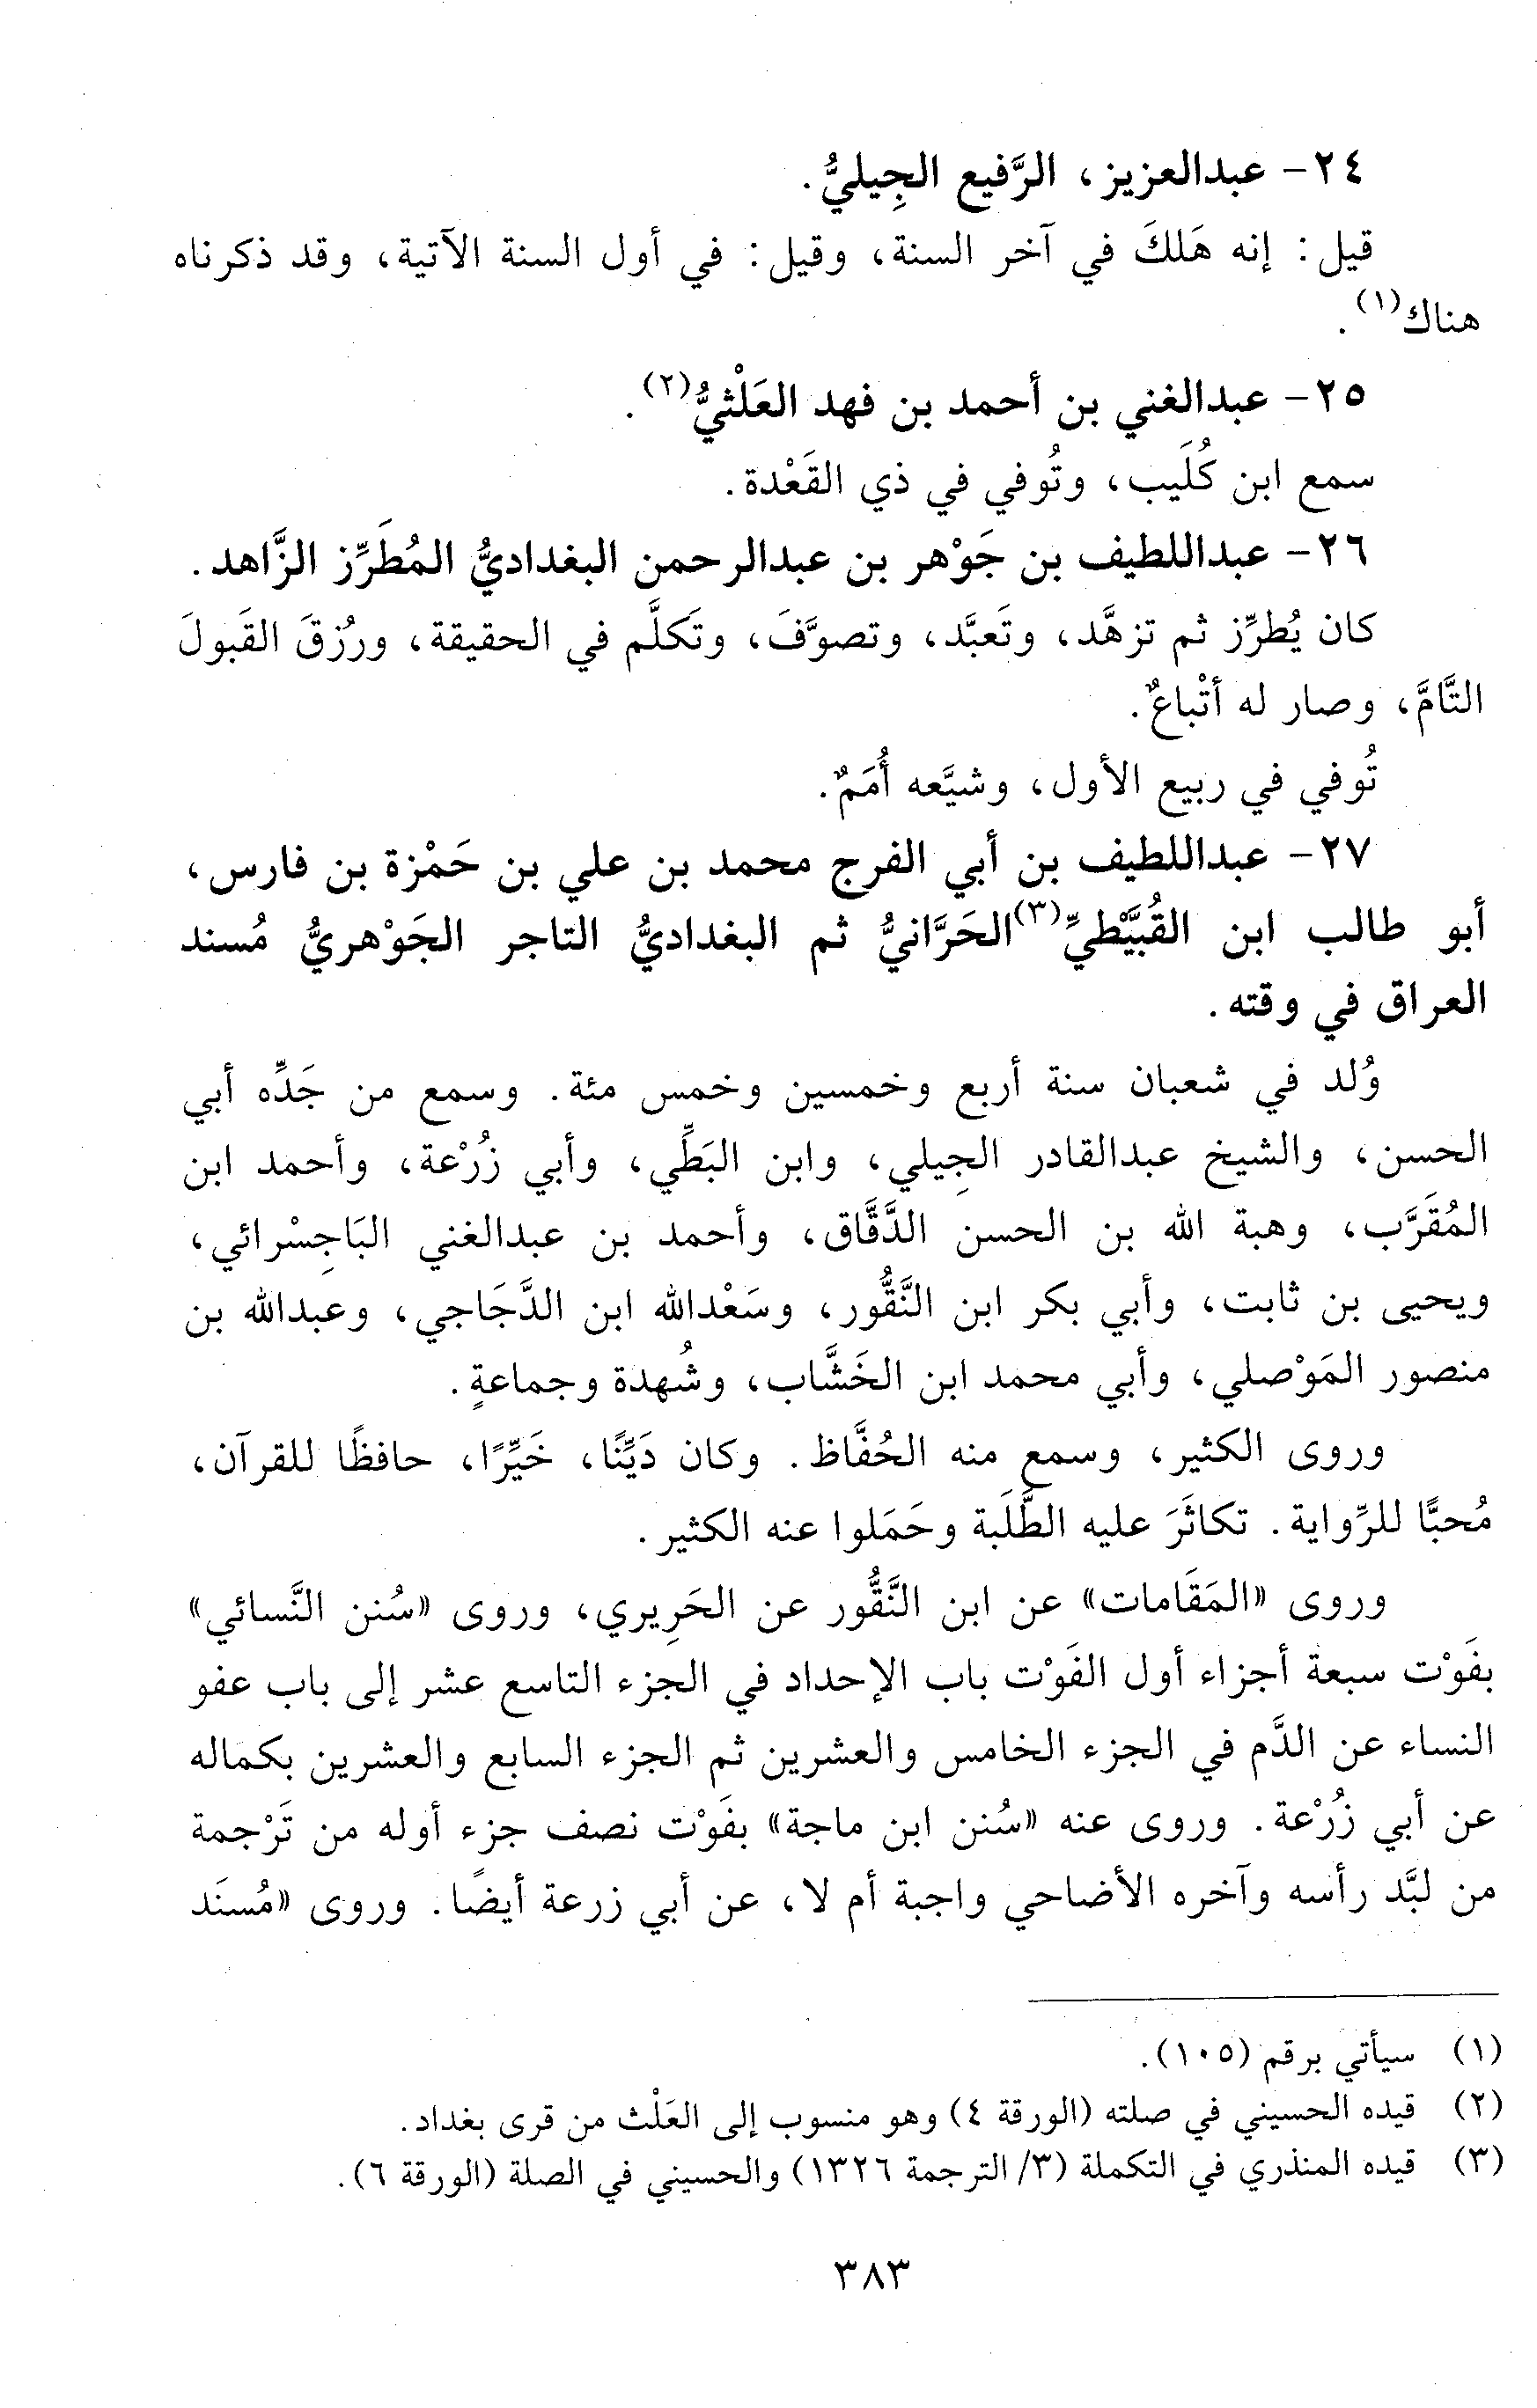 ٢٤- عبدالعزيز، الرَّفيع الجِيليُّ.
قيل: إنه هَلكَ في آخر السنة، وقيل: في أول السنة الآتية، وقد ذكرناه
هناك(١).
٢٥- عبدالغني بن أحمد بن فهد العَلْثيُّ(٢).
سمع ابن كُلَيب، وتُوفي في ذي القَعْدة.
٢٦- عبداللطيف بن جَوْهر بن عبدالرحمن البغداديُّ المُطَرِّز الزَّاهد.
كان يُطرِّز ثم تزهَّد، وتَعبَّد، وتصوَّفَ، وتَكلَّم في الحقيقة، ورُزقَ القَبولَ
التَّامَّ، وصار له أتْباعٌ.
تُوفي في ربيع الأول، وشيَّعه أُمَمٌ.
٢٧- عبداللطيف بن أبي الفرج محمد بن علي بن حَمْزة بن فارس،
أبو طالب ابن القُبَّيْطيِّ(٣) الحَرَّانيُّ ثم البغداديُّ التاجر الجَوْهريُّ مُسند
العراق في وقته.
وُلد في شعبان سنة أربع وخمسين وخمس مئة. وسمع من جَدِّه أبي
الحسن، والشيخ عبدالقادر الجِيلي، وابن البَطِّي، وأبي زُرْعة، وأحمد ابن
المُقَرَّب، وهبة الله بن الحسن الدَّقَّاق، وأحمد بن عبدالغني البَاجِسْرائي،
ويحيى بن ثابت، وأبي بكر ابن النَّقُّور، وسَعْدالله ابن الدَّجَاجي، وعبدالله بن
منصور المَوْصلي، وأبي محمد ابن الخَشَّاب، وشُهدة وجماعةٍ.
وروى الكثير، وسمع منه الحُفَّاظ. وكان دَيِّنًا، خَيِّرًا، حافظًا للقرآن،
مُحبًّا للرِّواية. تكاثَرَ عليه الطَّلَبة وحَمَلوا عنه الكثير.
وروى «المَقَامات» عن ابن النَّقُّور عن الحَرِيري، وروى «سُنن النَّسائي»
بفَوْت سبعة أجزاء أول الفَوْت باب الإحداد في الجزء التاسع عشر إلى باب عفو
النساء عن الدَّم في الجزء الخامس والعشرين ثم الجزء السابع والعشرين بكماله
عن أبي زُرْعة. وروى عنه «سُنن ابن ماجة» بفَوْت نصف جزء أوله من تَرْجمة
من لبَّد رأسه وآخره الأضاحي واجبة أم لا، عن أبي زرعة أيضًا. وروى «مُسنَد
(١) سيأتي برقم (١٠٥).
(٢) قيده الحسيني في صلته (الورقة ٤) وهو منسوب إلى العَلْث من قرى بغداد.
(٣) قيده المنذري في التكملة (٣/ الترجمة ١٣٢٦) والحسيني في الصلة (الورقة ٦).
٣٨٣